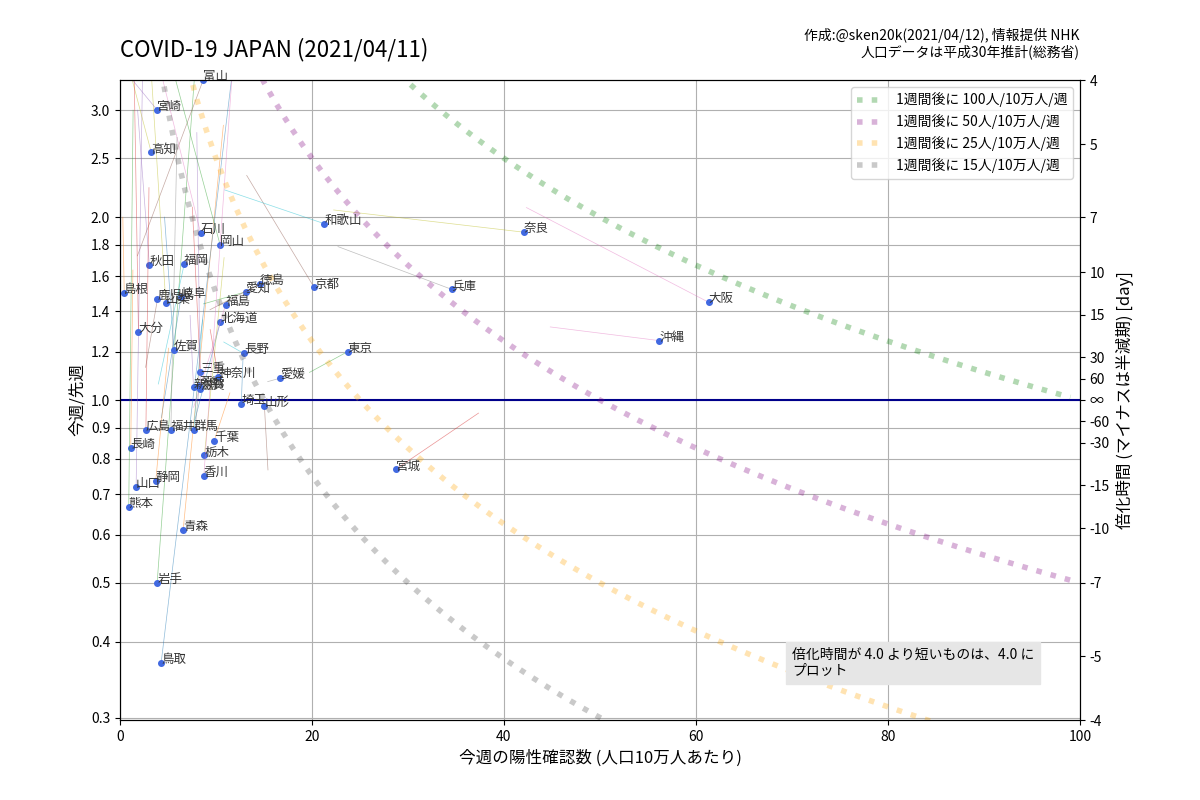 COVID-19 JAPAN (2021/04/11)
作成:@sken20k(2021/04/12), 情報提供 NHK
人口データは平成30年推計(総務省)
1週間後に 100人/10万人/週
1週間後に 50人/10万人/週
1週間後に 25人/10万人/週
1週間後に 15人/10万人/週
今週/先週
3.0
2.5
2.0
1.8
1.6
1.4
1.2
1.0
0.9
0.8
0.7
0.6
0.5
0.4
0.3
富山
宮崎
高知
和歌山
奈良
石川
岡山
秋田
福岡
徳島
京都
愛知
兵庫
島根
鹿児島
岐阜
福島
大阪
北海道
大分
沖縄
佐賀
長野
東京
三重
神奈川
愛媛
埼玉
山形
広島
福井
群馬
千葉
長崎
栃木
宮城
香川
静岡
山口
熊本
青森
岩手
鳥取
倍化時間が 4.0 より短いものは、4.0 に
プロット
4
5
7
10
15
30
60
∞
-60
-30
-15
-10
-7
-5
-4
倍化時間 (マイナスは半減期) [day]
0
20
40
60
80
100
今週の陽性確認数 (人口10万人あたり)